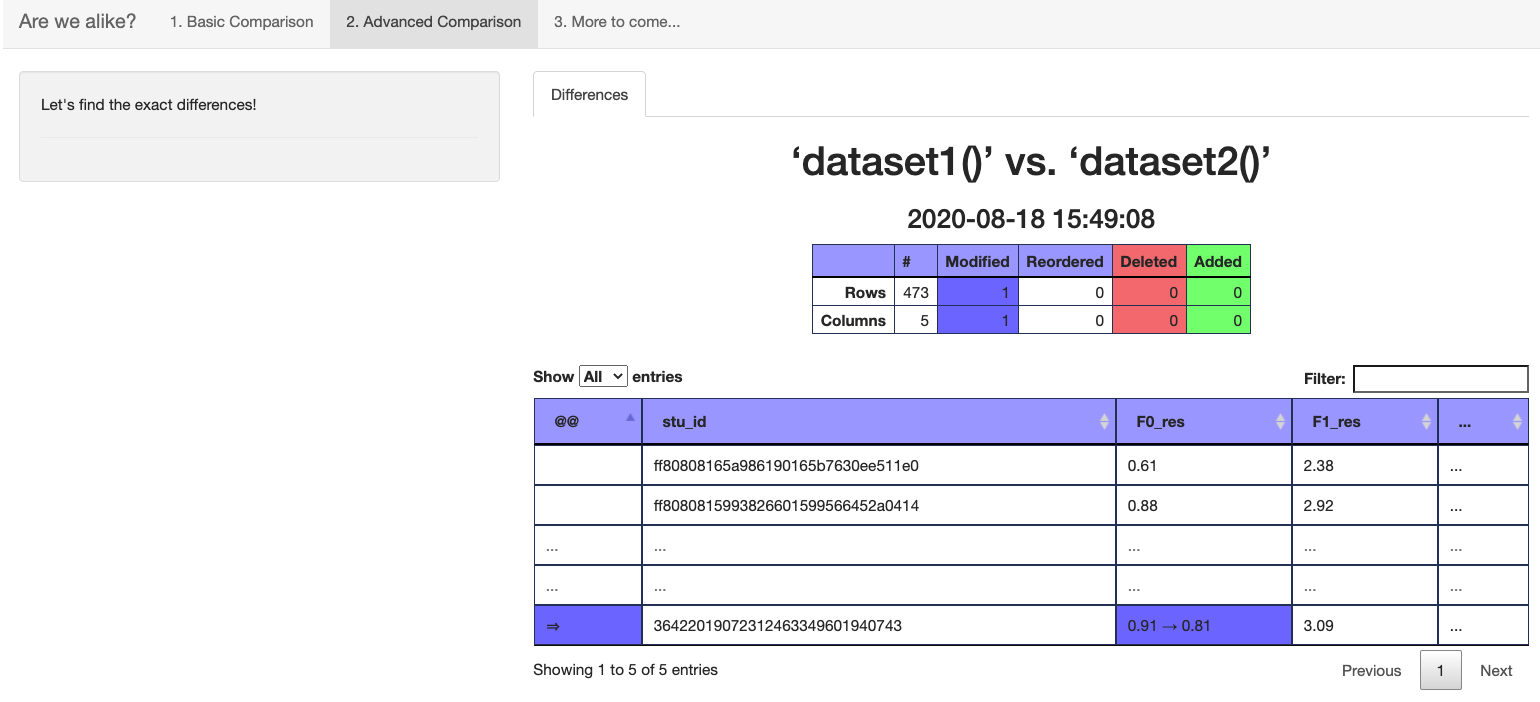 Are we alike? 1. Basic Comparison 2. Advanced Comparison 3. More to come...
Let's find the exact differences!
Differences
‘dataset1()’ vs. ‘dataset2()’
2020-08-18 15:49:08
# Modified Reordered Deleted Added
Rows 473 1 0 0 0
Columns 5 1 0 0 0
Show All entries Filter:
@@ stu_id F0_res F1_res ...
ff80808165a986190165b7630ee511e0 0.61 2.38 ...
ff8080815993826601599566452a0414 0.88 2.92 ...
... ... ... ... ...
... ... ... ... ...
⇒ 36422019072312463349601940743 0.91 → 0.81 3.09 ...
Showing 1 to 5 of 5 entries Previous 1 Next